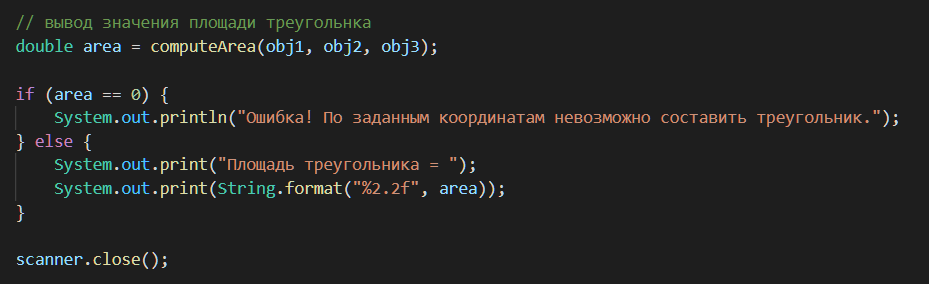 // вывод значения площади треугольнка
double area = computeArea(obj1, obj2, obj3);
if (area == 0) {
System.out.println("Ошибка! По заданным координатам невозможно составить треугольник.");
} else {
System.out.print("Площадь треугольника = ");
System.out.print(String.format("%2.2f", area));
}
scanner.close();